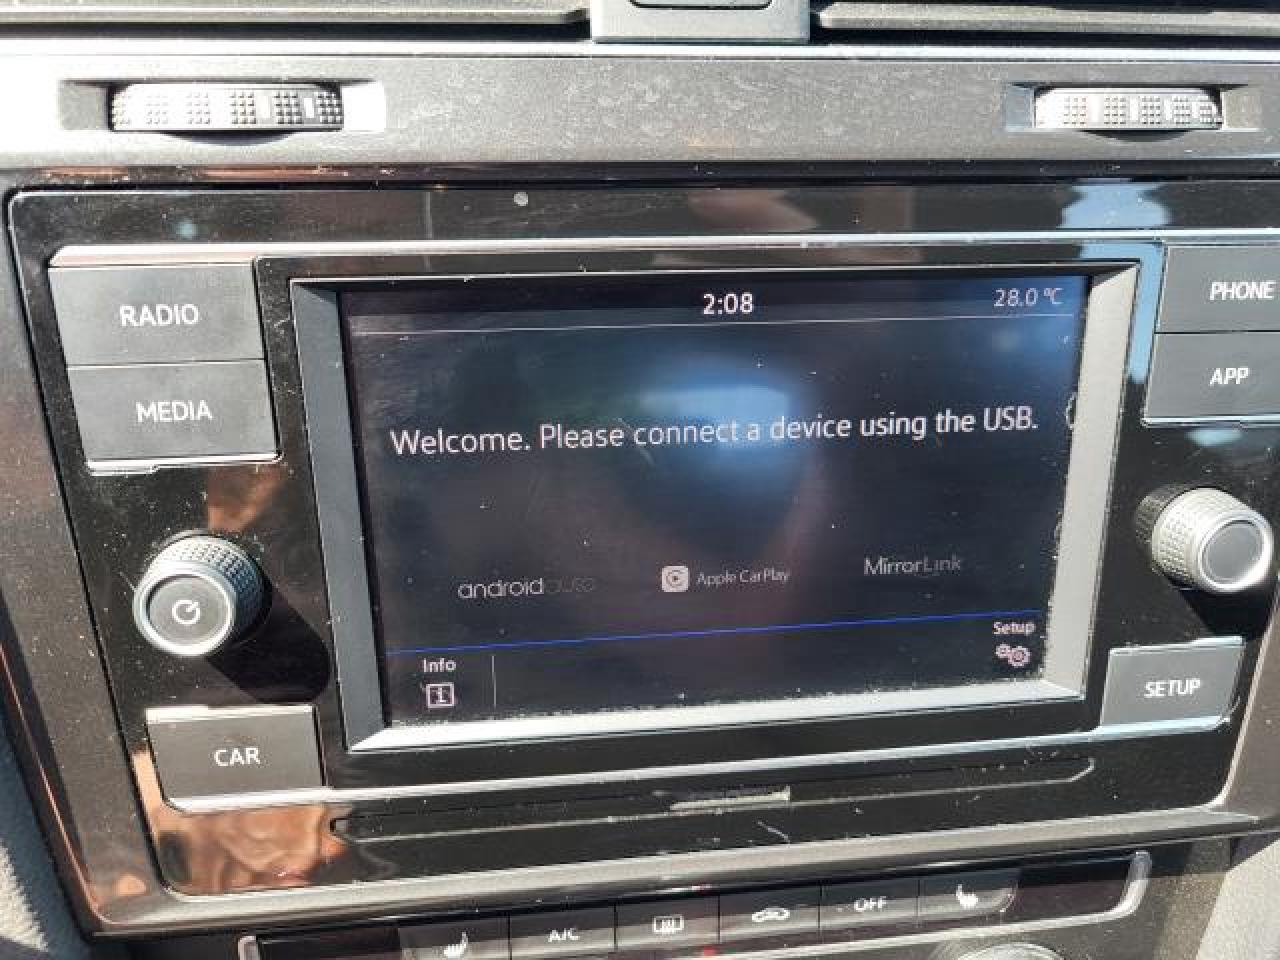 2:08
28.0 °C
RADIO
MEDIA
PHONE
APP
Welcome. Please connect a device using the USB.
androidauto
Apple CarPlay
MirrorLink
Info
Setup
CAR
SETUP
A/C
OFF